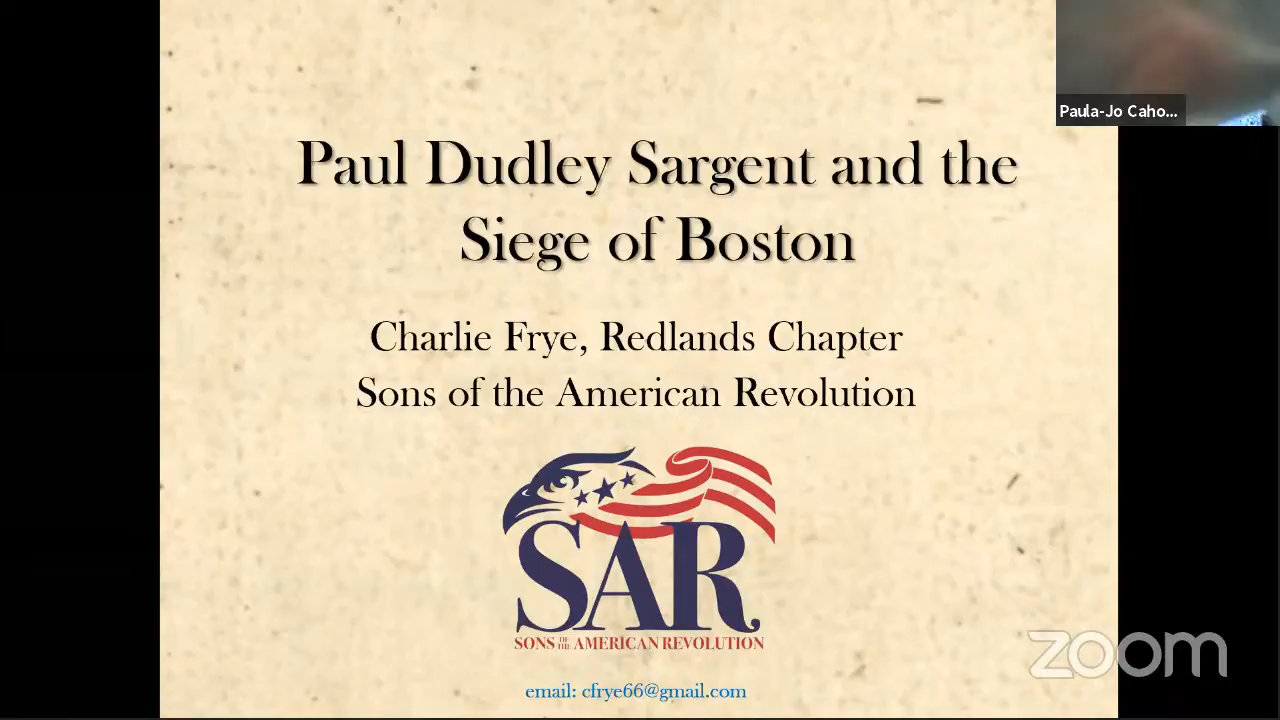 Paula-Jo Caho...
Paul Dudley Sargent and the
Siege of Boston
Charlie Frye, Redlands Chapter
Sons of the American Revolution
SAR
SONS OF THE AMERICAN REVOLUTION
email: cfrye66@gmail.com
zoom